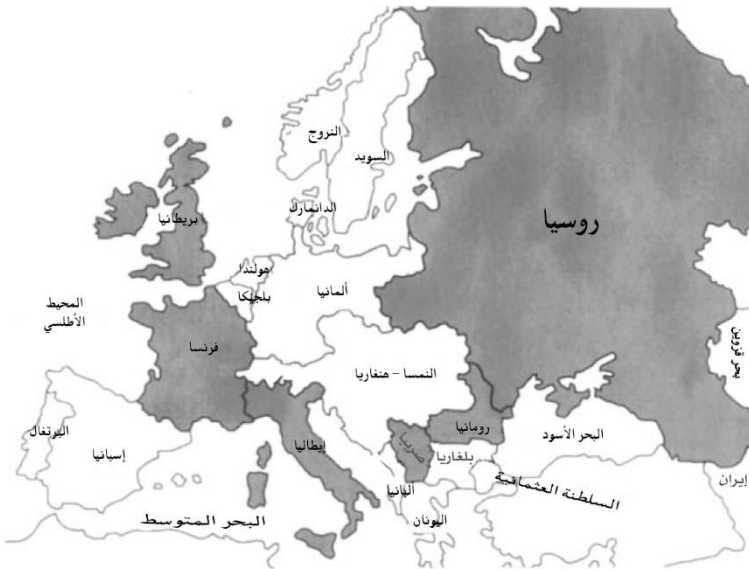 النروج
السويد
الدانمارك
بريطانيا
روسيا
هولندا
بلجيكا
ألمانيا
المحيط
الأطلسي
فرنسا
النمسا - هنغاريا
بحر قزوين
رومانيا
البحر الأسود
صربيا
بلغاريا
إيطاليا
البرتغال
إسبانيا
ألبانيا
السلطنة العثمانية
إيران
اليونان
البحر المتوسط